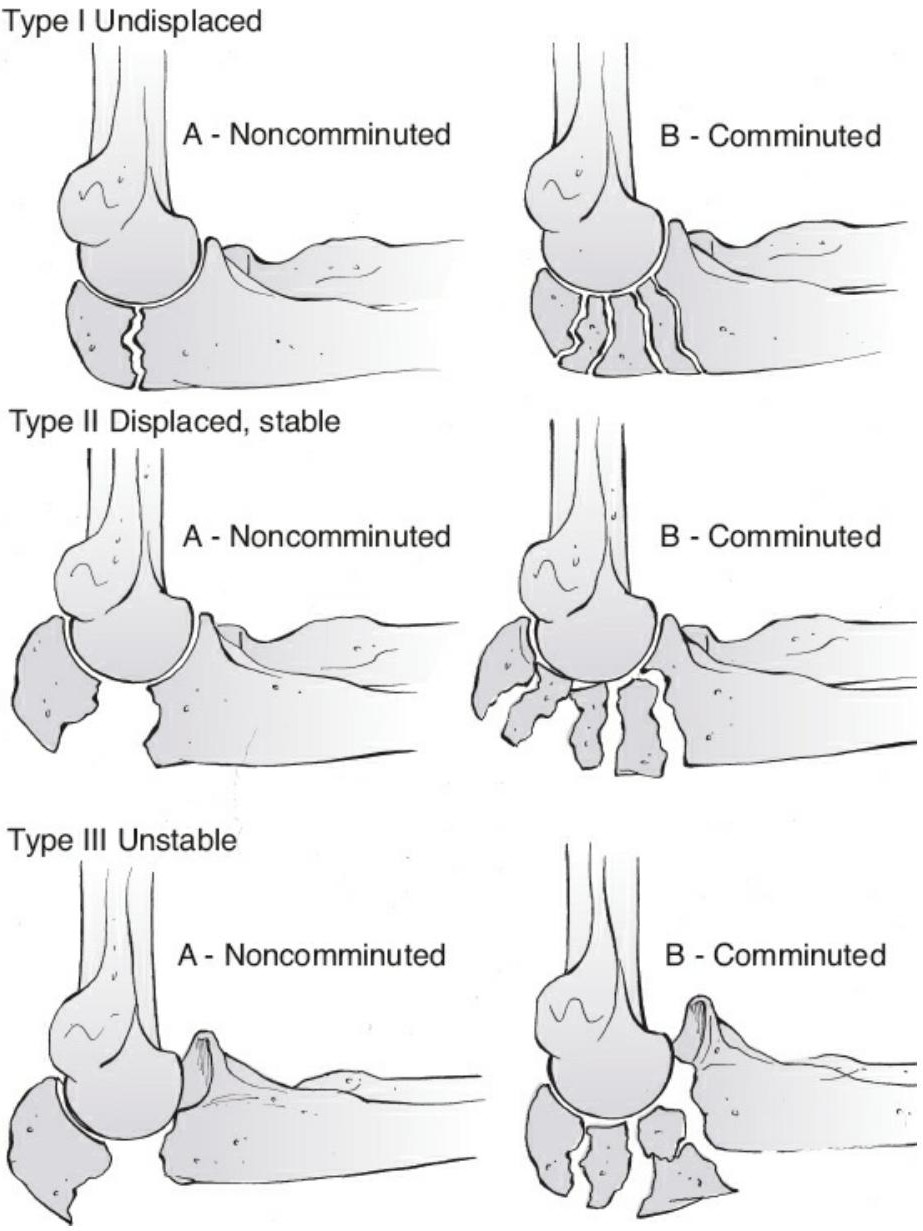 Type I Undisplaced
A - Noncomminuted
B - Comminuted
Type II Displaced, stable
A - Noncomminuted
B - Comminuted
Type III Unstable
A - Noncomminuted
B - Comminuted